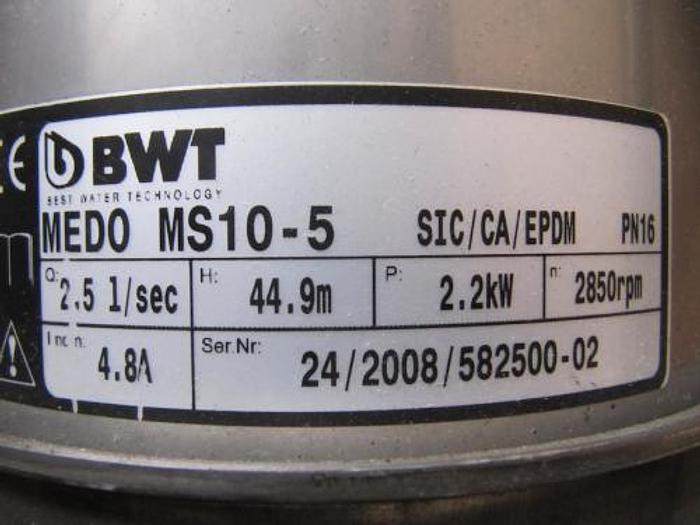 CE BWT
BEST WATER TECHNOLOGY
MEDO MS10-5 SIC/CA/EPDM PN16
Q: 2.5 l/sec H: 44.9m P: 2.2kW n: 2850rpm
4.8A Ser.Nr: 24/2008/582500-02